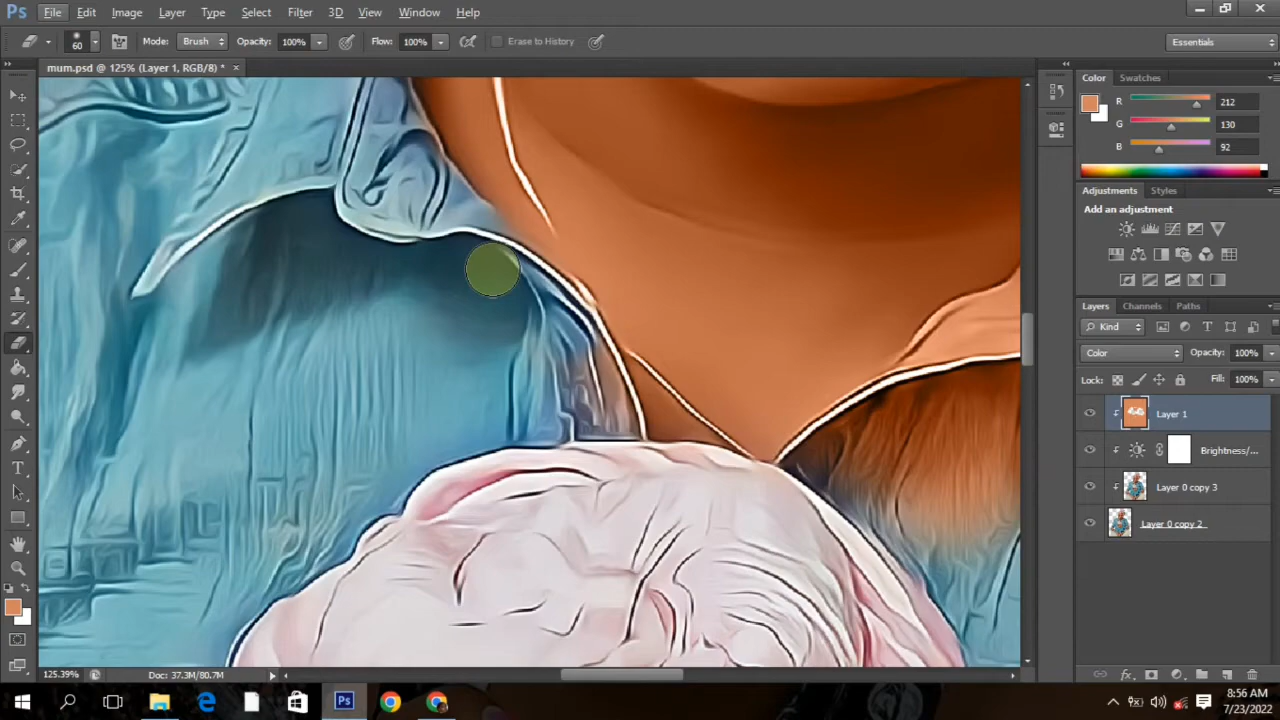 Ps File Edit Image Layer Type Select Filter 3D View Window Help
60 Mode: Brush Opacity: 100% Flow: 100% Erase to History Essentials
mum.psd @ 125% (Layer 1, RGB/8) * ×
Color Swatches
R 212
G 130
B 92
Adjustments Styles
Add an adjustment
Layers Channels Paths
Kind
Color Opacity: 100%
Lock: Fill: 100%
Layer 1
Brightness/...
Layer 0 copy 3
Layer 0 copy 2
125.39% Doc: 37.3M/80.7M
Ps 8:56 AM
7/23/2022